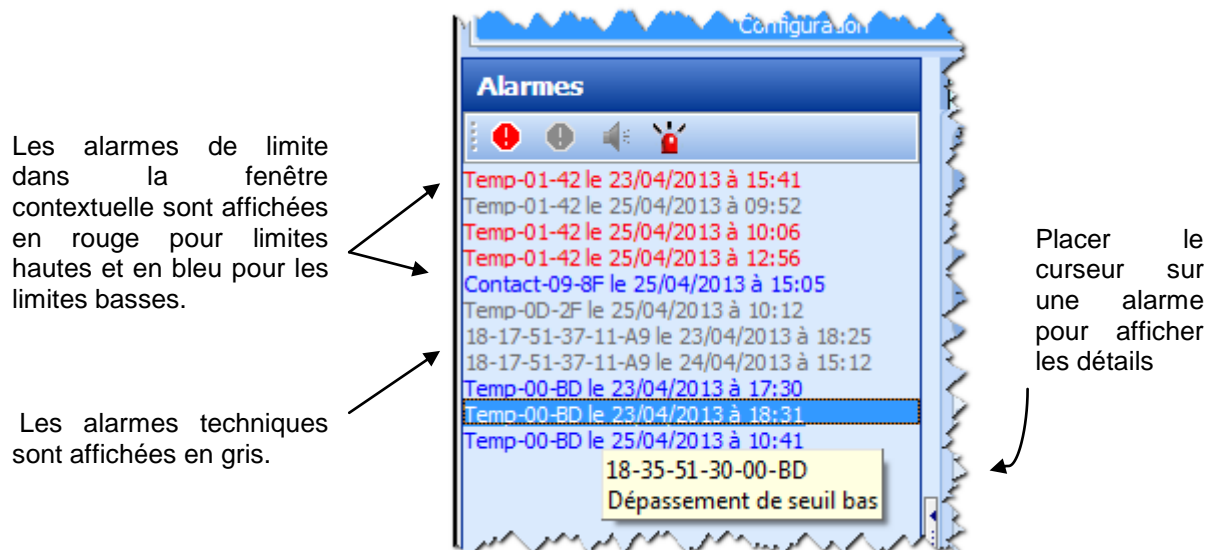 Configuration
Alarmes
Les alarmes de limite
dans la fenêtre
contextuelle sont affichées
en rouge pour limites
hautes et en bleu pour les
limites basses.
Les alarmes techniques
sont affichées en gris.
Temp-01-42 le 23/04/2013 à 15:41
Temp-01-42 le 25/04/2013 à 09:52
Temp-01-42 le 25/04/2013 à 10:06
Temp-01-42 le 25/04/2013 à 12:56
Contact-09-8F le 25/04/2013 à 15:05
Temp-0D-2F le 25/04/2013 à 10:12
18-17-51-37-11-A9 le 23/04/2013 à 18:25
18-17-51-37-11-A9 le 24/04/2013 à 15:12
Temp-00-BD le 23/04/2013 à 17:30
Temp-00-BD le 23/04/2013 à 18:31
Temp-00-BD le 25/04/2013 à 10:41
18-35-51-30-00-BD
Dépassement de seuil bas
Placer le
curseur sur
une alarme
pour afficher
les détails